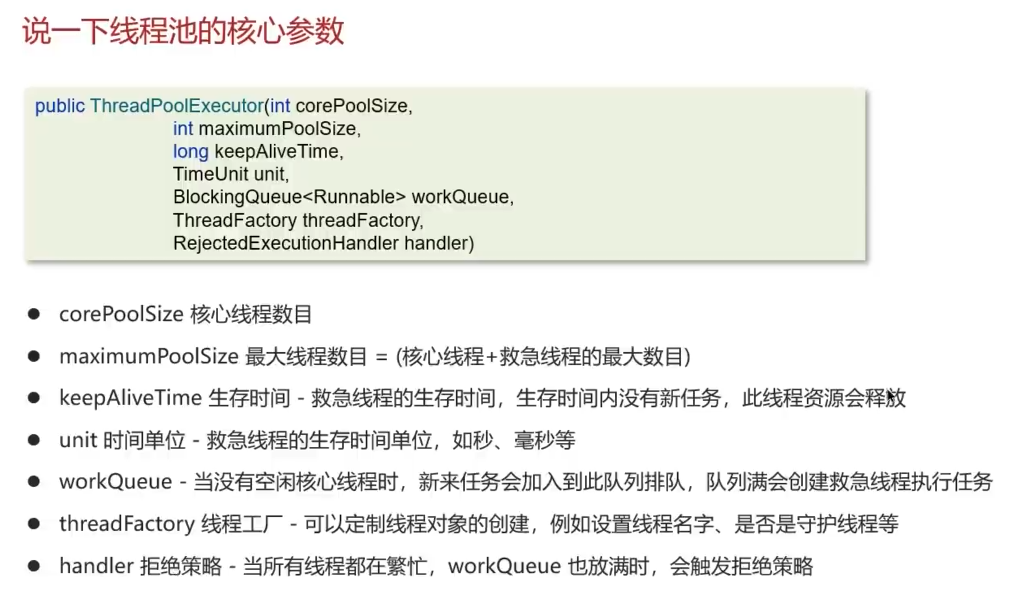 说一下线程池的核心参数
public ThreadPoolExecutor(int corePoolSize,
int maximumPoolSize,
long keepAliveTime,
TimeUnit unit,
BlockingQueue<Runnable> workQueue,
ThreadFactory threadFactory,
RejectedExecutionHandler handler)
● corePoolSize 核心线程数目
● maximumPoolSize 最大线程数目 = (核心线程+救急线程的最大数目)
● keepAliveTime 生存时间 - 救急线程的生存时间，生存时间内没有新任务，此线程资源会释放
● unit 时间单位 - 救急线程的生存时间单位，如秒、毫秒等
● workQueue - 当没有空闲核心线程时，新来任务会加入到此队列排队，队列满会创建救急线程执行任务
● threadFactory 线程工厂 - 可以定制线程对象的创建，例如设置线程名字、是否是守护线程等
● handler 拒绝策略 - 当所有线程都在繁忙，workQueue 也放满时，会触发拒绝策略